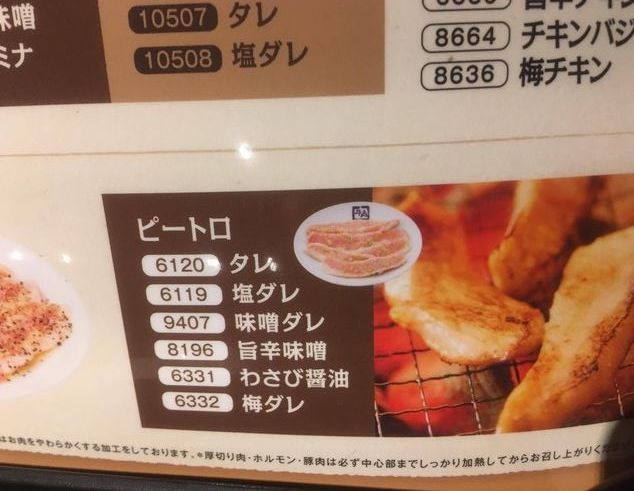 味噌
ミナ
10507 タレ
10508 塩ダレ
8664 チキンバジ
8636 梅チキン
ピートロ
6120 タレ
6119 塩ダレ
9407 味噌ダレ
8196 旨辛味噌
6331 わさび醤油
6332 梅ダレ
はお肉をやわらかくする加工をしております。*厚切り肉・ホルモン・豚肉は必ず中心部までしっかり加熱してからお召し上がりくだ